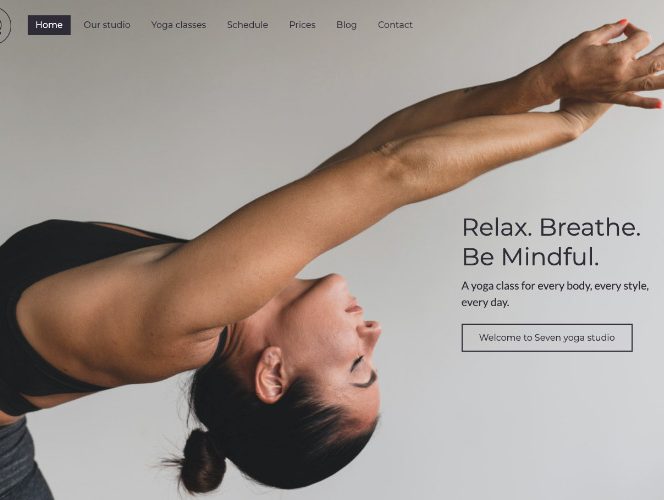 Home Our studio Yoga classes Schedule Prices Blog Contact
Relax. Breathe.
Be Mindful.
A yoga class for every body, every style,
every day.
Welcome to Seven yoga studio